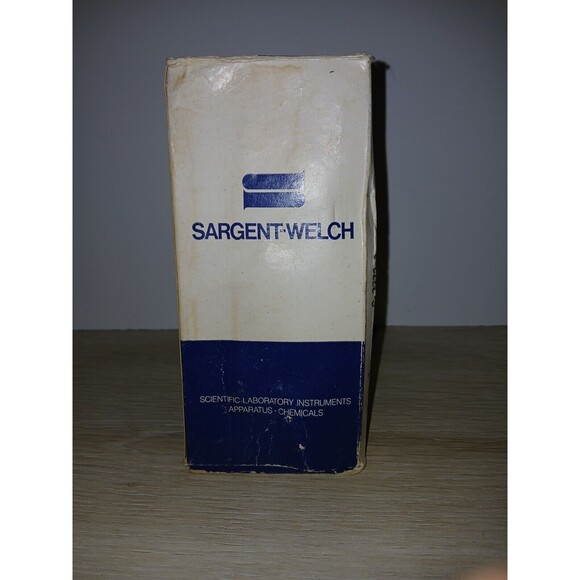 SARGENT-WELCH
SCIENTIFIC LABORATORY INSTRUMENTS
APPARATUS · CHEMICALS